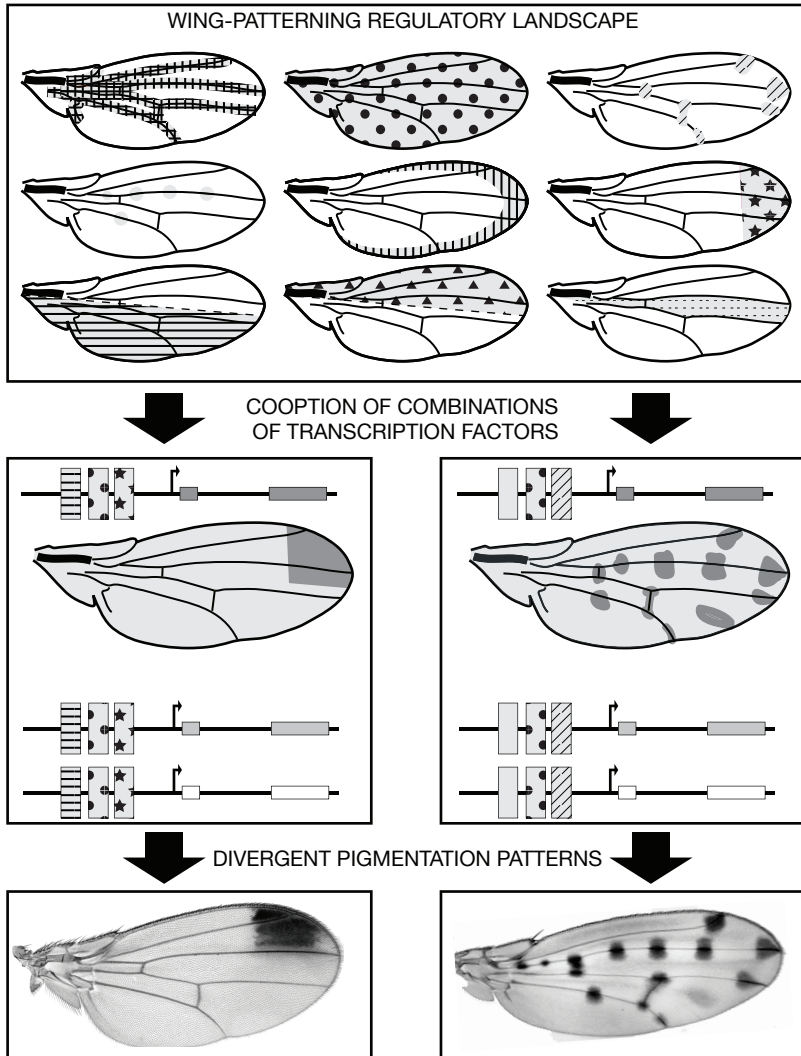 WING-PATTERNING REGULATORY LANDSCAPE
COOPTION OF COMBINATIONS
OF TRANSCRIPTION FACTORS
DIVERGENT PIGMENTATION PATTERNS